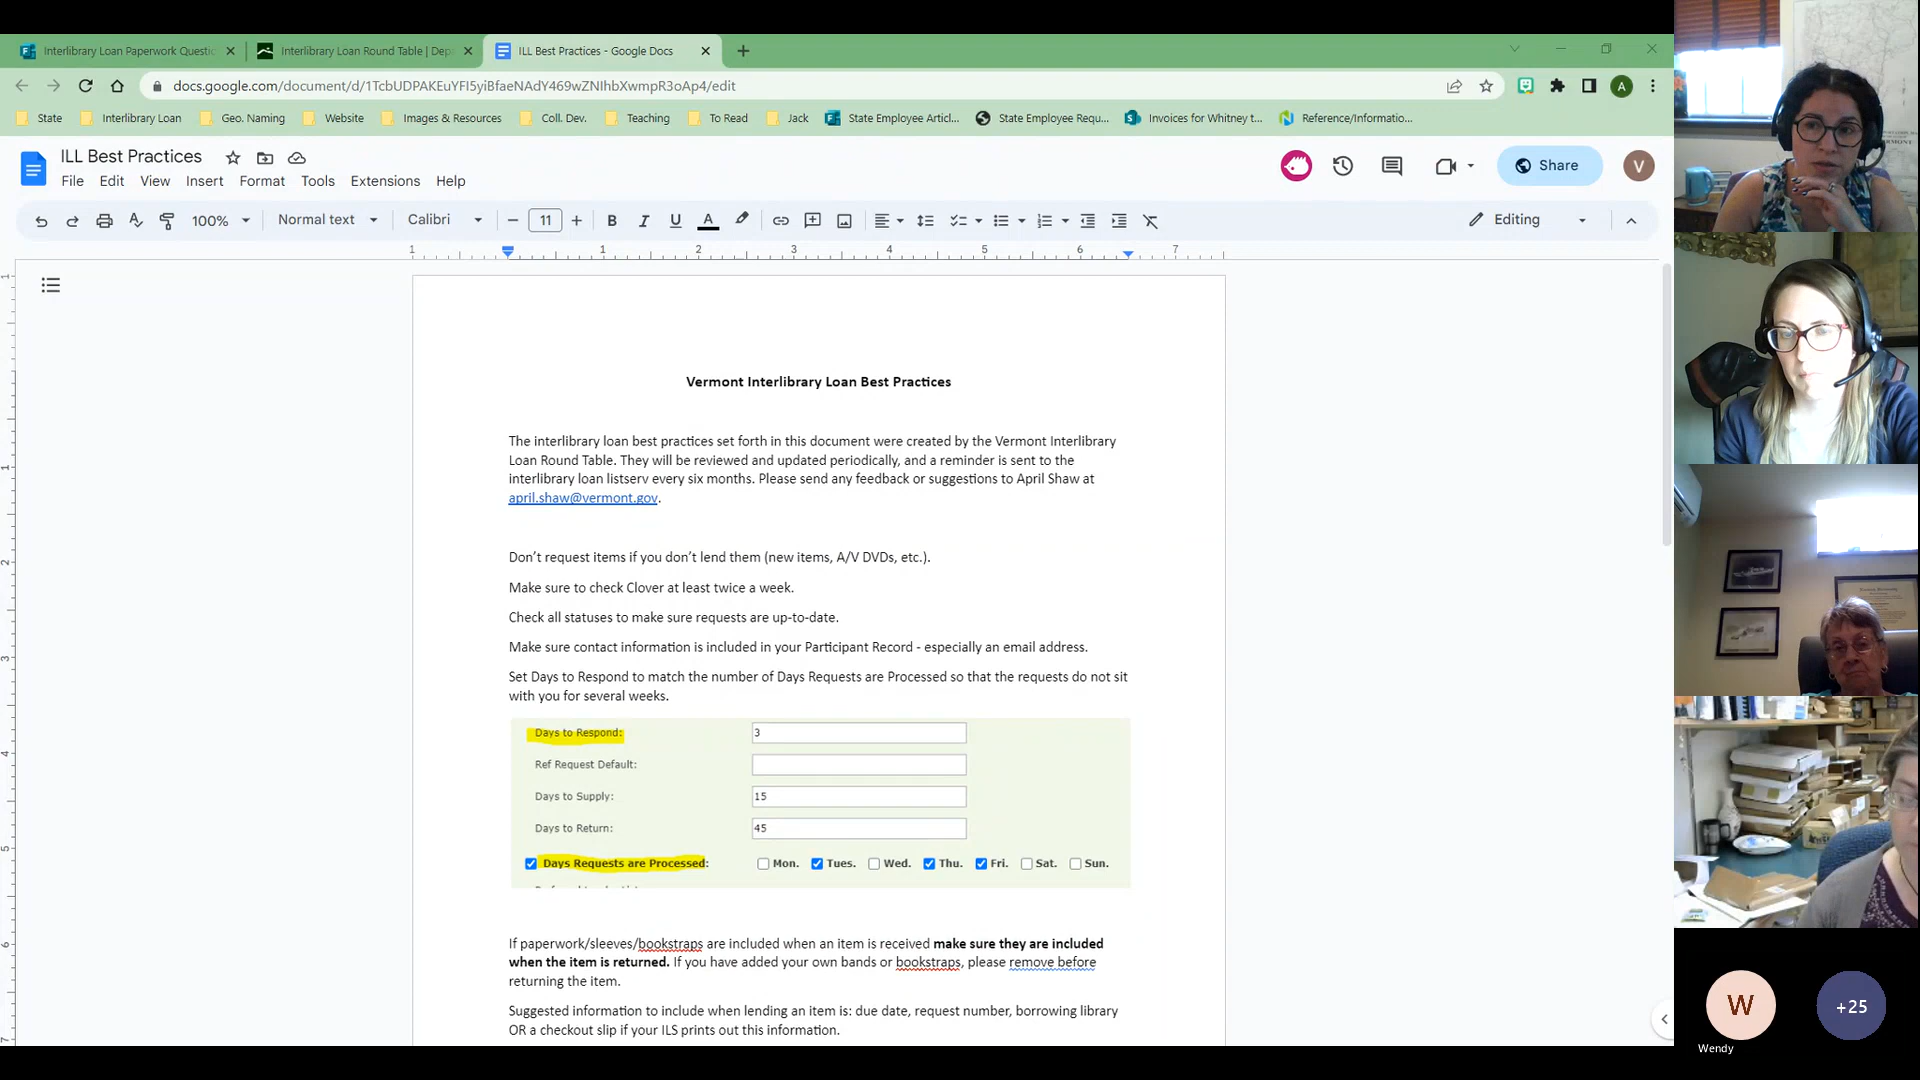 Interlibrary Loan Paperwork Questi
Interlibrary Loan Round Table | Dep
ILL Best Practices - Google Docs
docs.google.com/document/d/1TcbUDPAKEuYFI5yiBfaeNAdY469wZNIhbXwmpR3oAp4/edit
A
State
Interlibrary Loan
Geo. Naming
Website
Images & Resources
Coll. Dev.
Teaching
To Read
Jack
State Employee Articl...
State Employee Requ...
Invoices for Whitney t...
Reference/Informatio...
ILL Best Practices
File Edit View Insert Format Tools Extensions Help
Share
V
100%
Normal text
Calibri
11
B I U A
Editing
1 1 2 3 4 5 6 7
Vermont Interlibrary Loan Best Practices
The interlibrary loan best practices set forth in this document were created by the Vermont Interlibrary
Loan Round Table. They will be reviewed and updated periodically, and a reminder is sent to the
interlibrary loan listserv every six months. Please send any feedback or suggestions to April Shaw at
april.shaw@vermont.gov.
Don't request items if you don't lend them (new items, A/V DVDs, etc.).
Make sure to check Clover at least twice a week.
Check all statuses to make sure requests are up-to-date.
Make sure contact information is included in your Participant Record - especially an email address.
Set Days to Respond to match the number of Days Requests are Processed so that the requests do not sit
with you for several weeks.
Days to Respond: 3
Ref Request Default:
Days to Supply: 15
Days to Return: 45
Days Requests are Processed: Mon. Tues. Wed. Thu. Fri. Sat. Sun.
If paperwork/sleeves/bookstraps are included when an item is received make sure they are included
when the item is returned. If you have added your own bands or bookstraps, please remove before
returning the item.
Suggested information to include when lending an item is: due date, request number, borrowing library
OR a checkout slip if your ILS prints out this information.
W
+25
Wendy